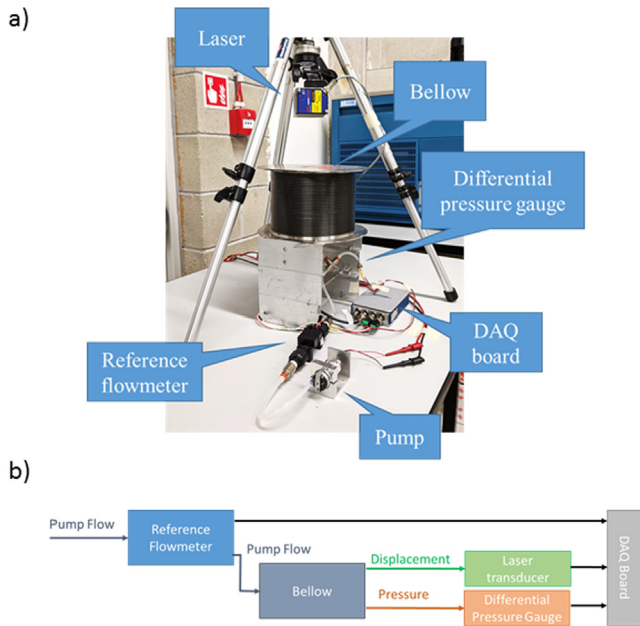 a)
Laser
Bellow
Differential
pressure gauge
DAQ
board
Reference
flowmeter
Pump
b)
Pump Flow
Reference
Flowmeter
Pump Flow
Bellow
Displacement
Laser
transducer
Pressure
Differential
Pressure Gauge
DAQ Board